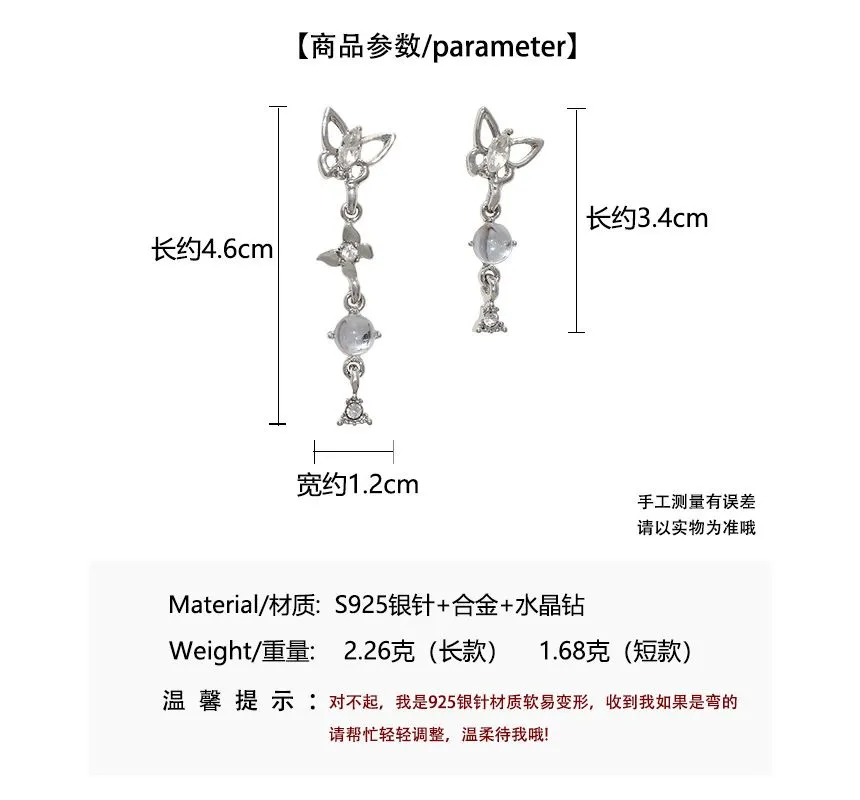 【商品参数/parameter】
长约4.6cm
长约3.4cm
宽约1.2cm
手工测量有误差
请以实物为准哦
Material/材质: S925银针+合金+水晶钻
Weight/重量: 2.26克（长款） 1.68克（短款）
温馨提示：对不起，我是925银针材质软易变形，收到我如果是弯的
请帮忙轻轻调整，温柔待我哦!